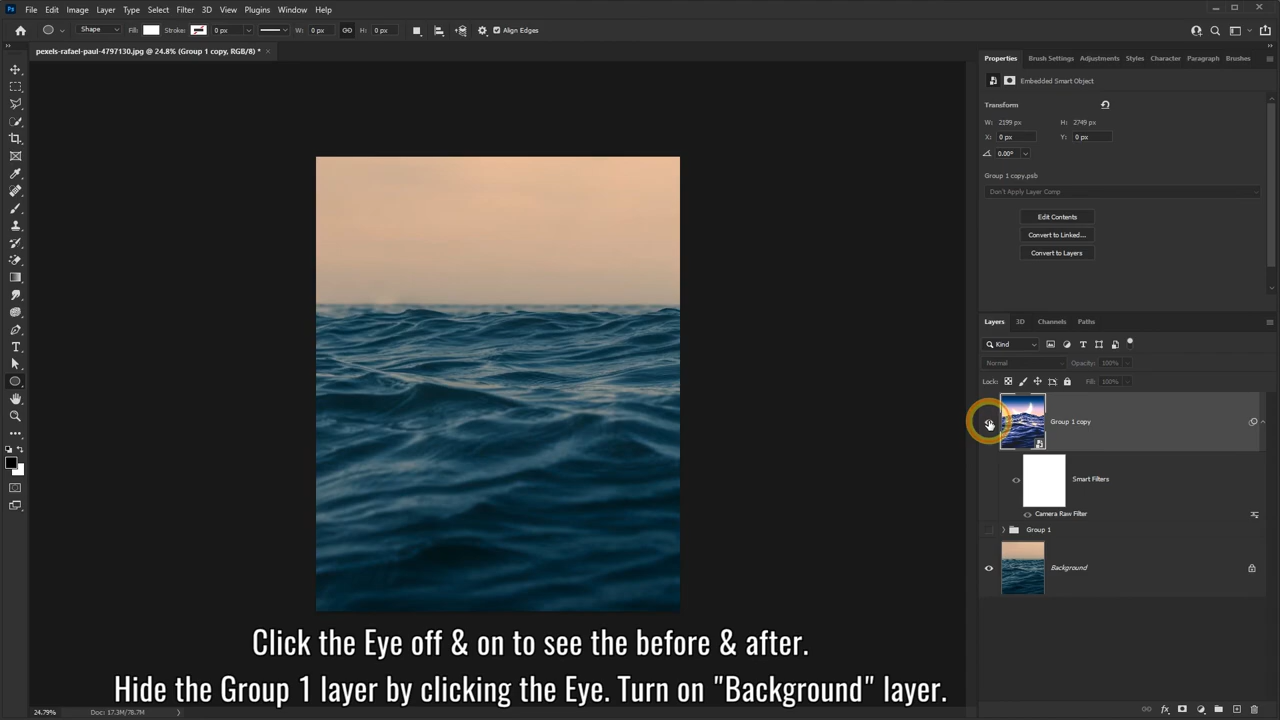 Ps File Edit Image Layer Type Select Filter 3D View Plugins Window Help
Shape Fill: Stroke: 0 px W: 0 px H: 0 px Align Edges
pexels-rafael-paul-4797130.jpg @ 24.8% (Group 1 copy, RGB/8) *
Properties Brush Settings Adjustments Styles Character Paragraph Brushes
Embedded Smart Object
Transform
W: 2199 px H: 2749 px
X: 0 px Y: 0 px
0.00°
Group 1 copy.psb
Don't Apply Layer Comp
Edit Contents
Convert to Linked...
Convert to Layers
Layers 3D Channels Paths
Kind
Normal Opacity: 100%
Lock: Fill: 100%
Group 1 copy
Smart Filters
Camera Raw Filter
Group 1
Background
Click the Eye off & on to see the before & after.
Hide the Group 1 layer by clicking the Eye. Turn on "Background" layer.
24.79% Doc: 17.3M/78.7M